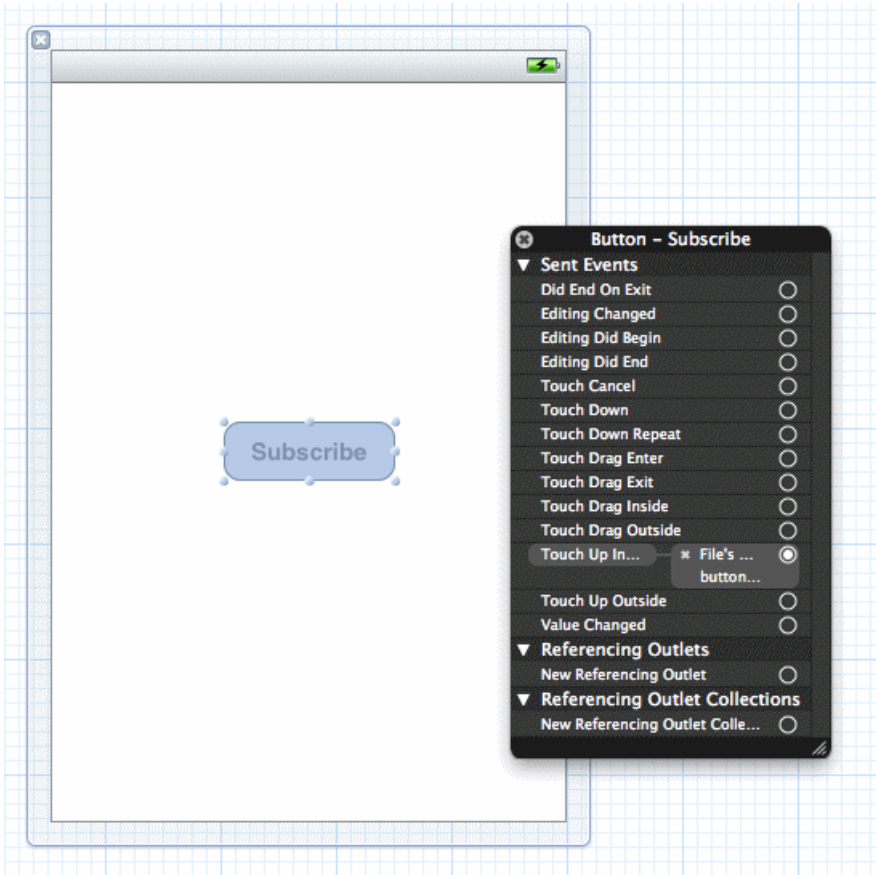 Subscribe
Button – Subscribe
Sent Events
Did End On Exit
Editing Changed
Editing Did Begin
Editing Did End
Touch Cancel
Touch Down
Touch Down Repeat
Touch Drag Enter
Touch Drag Exit
Touch Drag Inside
Touch Drag Outside
Touch Up In... File's ...
button...
Touch Up Outside
Value Changed
Referencing Outlets
New Referencing Outlet
Referencing Outlet Collections
New Referencing Outlet Colle...